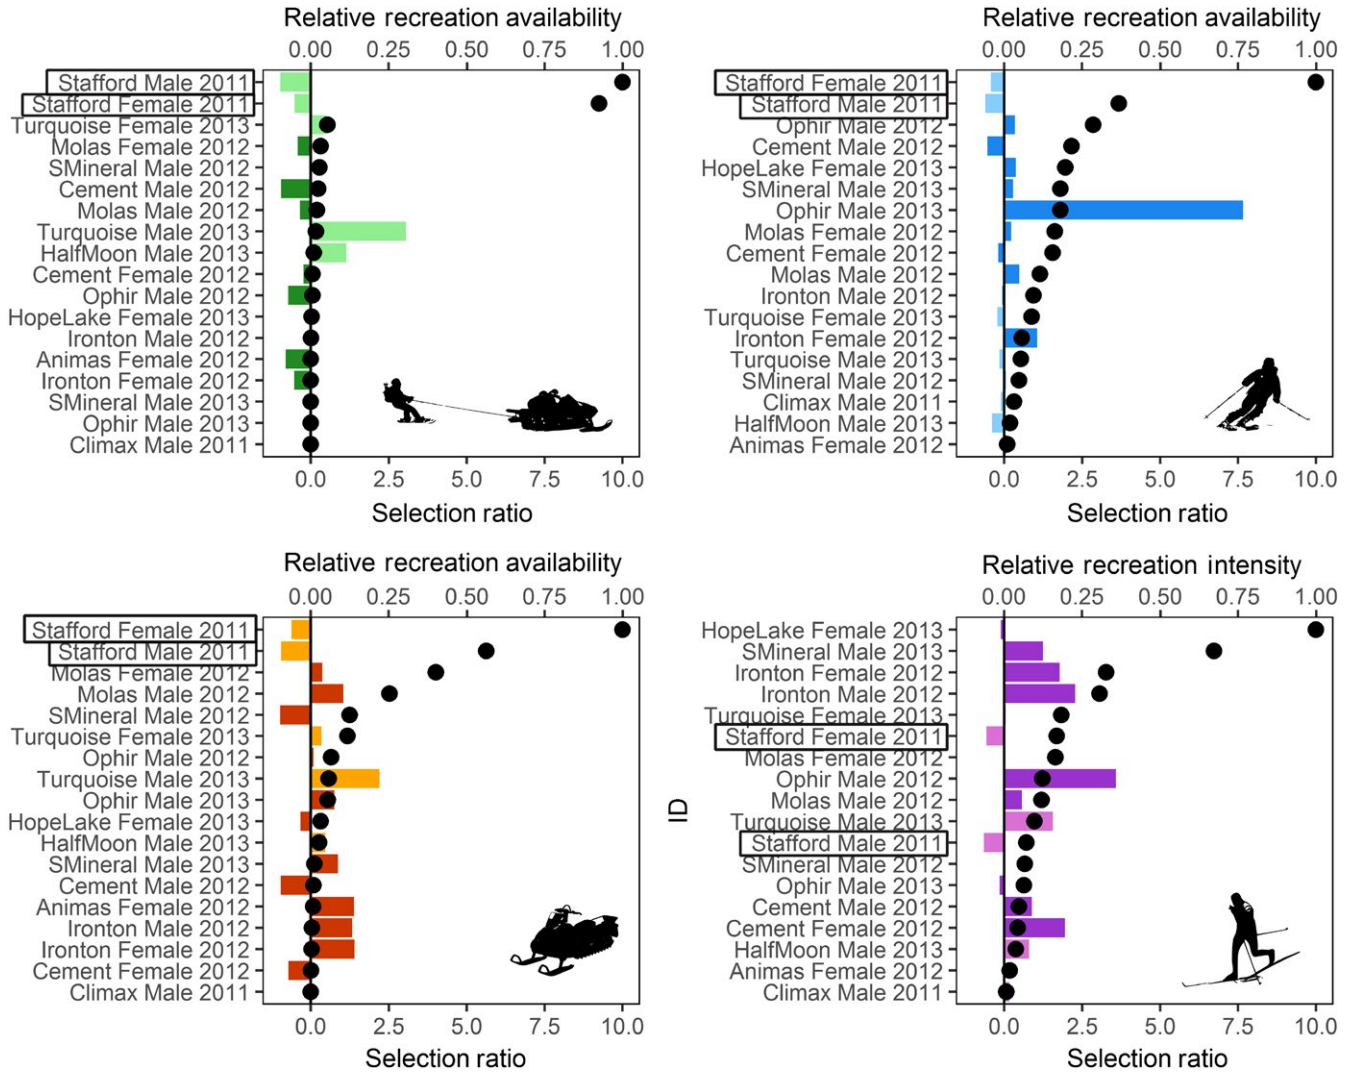 Relative recreation availability
0.00 0.25 0.50 0.75 1.00
Stafford Male 2011
Stafford Female 2011
Turquoise Female 2013
Molas Female 2012
SMineral Male 2012
Cement Male 2012
Molas Male 2012
Turquoise Male 2013
HalfMoon Male 2013
Cement Female 2012
Ophir Male 2012
HopeLake Female 2013
Ironton Male 2012
Animas Female 2012
Ironton Female 2012
SMineral Male 2013
Ophir Male 2013
Climax Male 2011
0.0 2.5 5.0 7.5 10.0
Selection ratio
Relative recreation availability
0.00 0.25 0.50 0.75 1.00
Stafford Female 2011
Stafford Male 2011
Ophir Male 2012
Cement Male 2012
HopeLake Female 2013
SMineral Male 2013
Ophir Male 2013
Molas Female 2012
Cement Female 2012
Molas Male 2012
Ironton Male 2012
Turquoise Female 2013
Ironton Female 2012
Turquoise Male 2013
SMineral Male 2012
Climax Male 2011
HalfMoon Male 2013
Animas Female 2012
0.0 2.5 5.0 7.5 10.0
Selection ratio
Relative recreation availability
0.00 0.25 0.50 0.75 1.00
Stafford Female 2011
Stafford Male 2011
Molas Female 2012
Molas Male 2012
SMineral Male 2012
Turquoise Female 2013
Ophir Male 2012
Turquoise Male 2013
Ophir Male 2013
HopeLake Female 2013
HalfMoon Male 2013
SMineral Male 2013
Cement Male 2012
Animas Female 2012
Ironton Male 2012
Ironton Female 2012
Cement Female 2012
Climax Male 2011
0.0 2.5 5.0 7.5 10.0
Selection ratio
Relative recreation intensity
0.00 0.25 0.50 0.75 1.00
ID
HopeLake Female 2013
SMineral Male 2013
Ironton Female 2012
Ironton Male 2012
Turquoise Female 2013
Stafford Female 2011
Molas Female 2012
Ophir Male 2012
Molas Male 2012
Turquoise Male 2013
Stafford Male 2011
SMineral Male 2012
Ophir Male 2013
Cement Male 2012
Cement Female 2012
HalfMoon Male 2013
Animas Female 2012
Climax Male 2011
0.0 2.5 5.0 7.5 10.0
Selection ratio